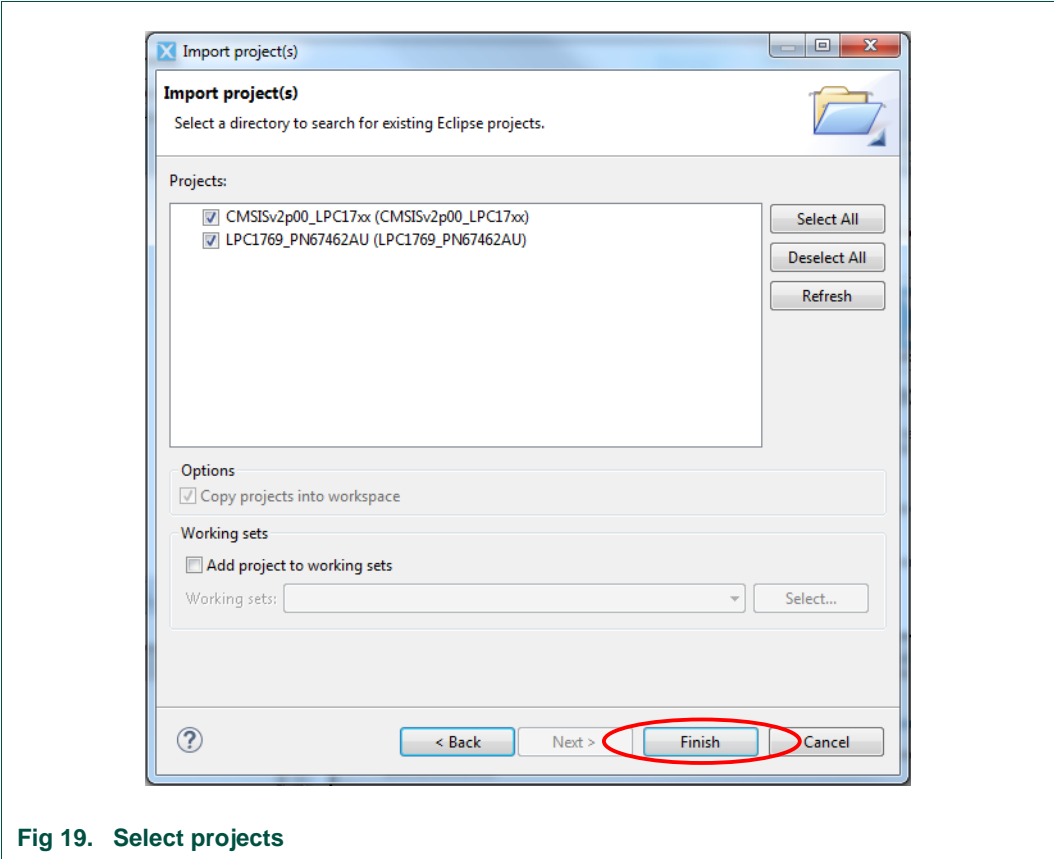 Import project(s)
Import project(s)
Select a directory to search for existing Eclipse projects.
Projects:
CMSISv2p00_LPC17xx (CMSISv2p00_LPC17xx)
LPC1769_PN67462AU (LPC1769_PN67462AU)
Select All
Deselect All
Refresh
Options
Copy projects into workspace
Working sets
Add project to working sets
Working sets:
Select...
?
< Back
Next >
Finish
Cancel
Fig 19. Select projects